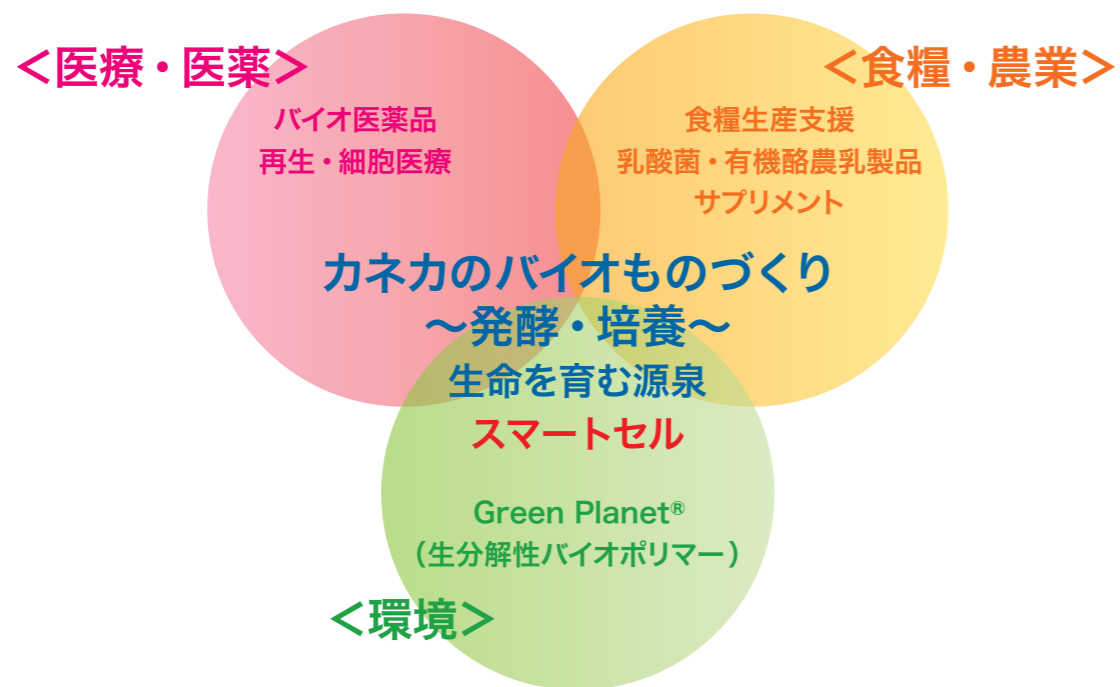 ＜医療・医薬＞
バイオ医薬品
再生・細胞医療
＜食糧・農業＞
食糧生産支援
乳酸菌・有機酪農乳製品
サプリメント
カネカのバイオものづくり
～発酵・培養～
生命を育む源泉
スマートセル
Green Planet®
（生分解性バイオポリマー）
＜環境＞